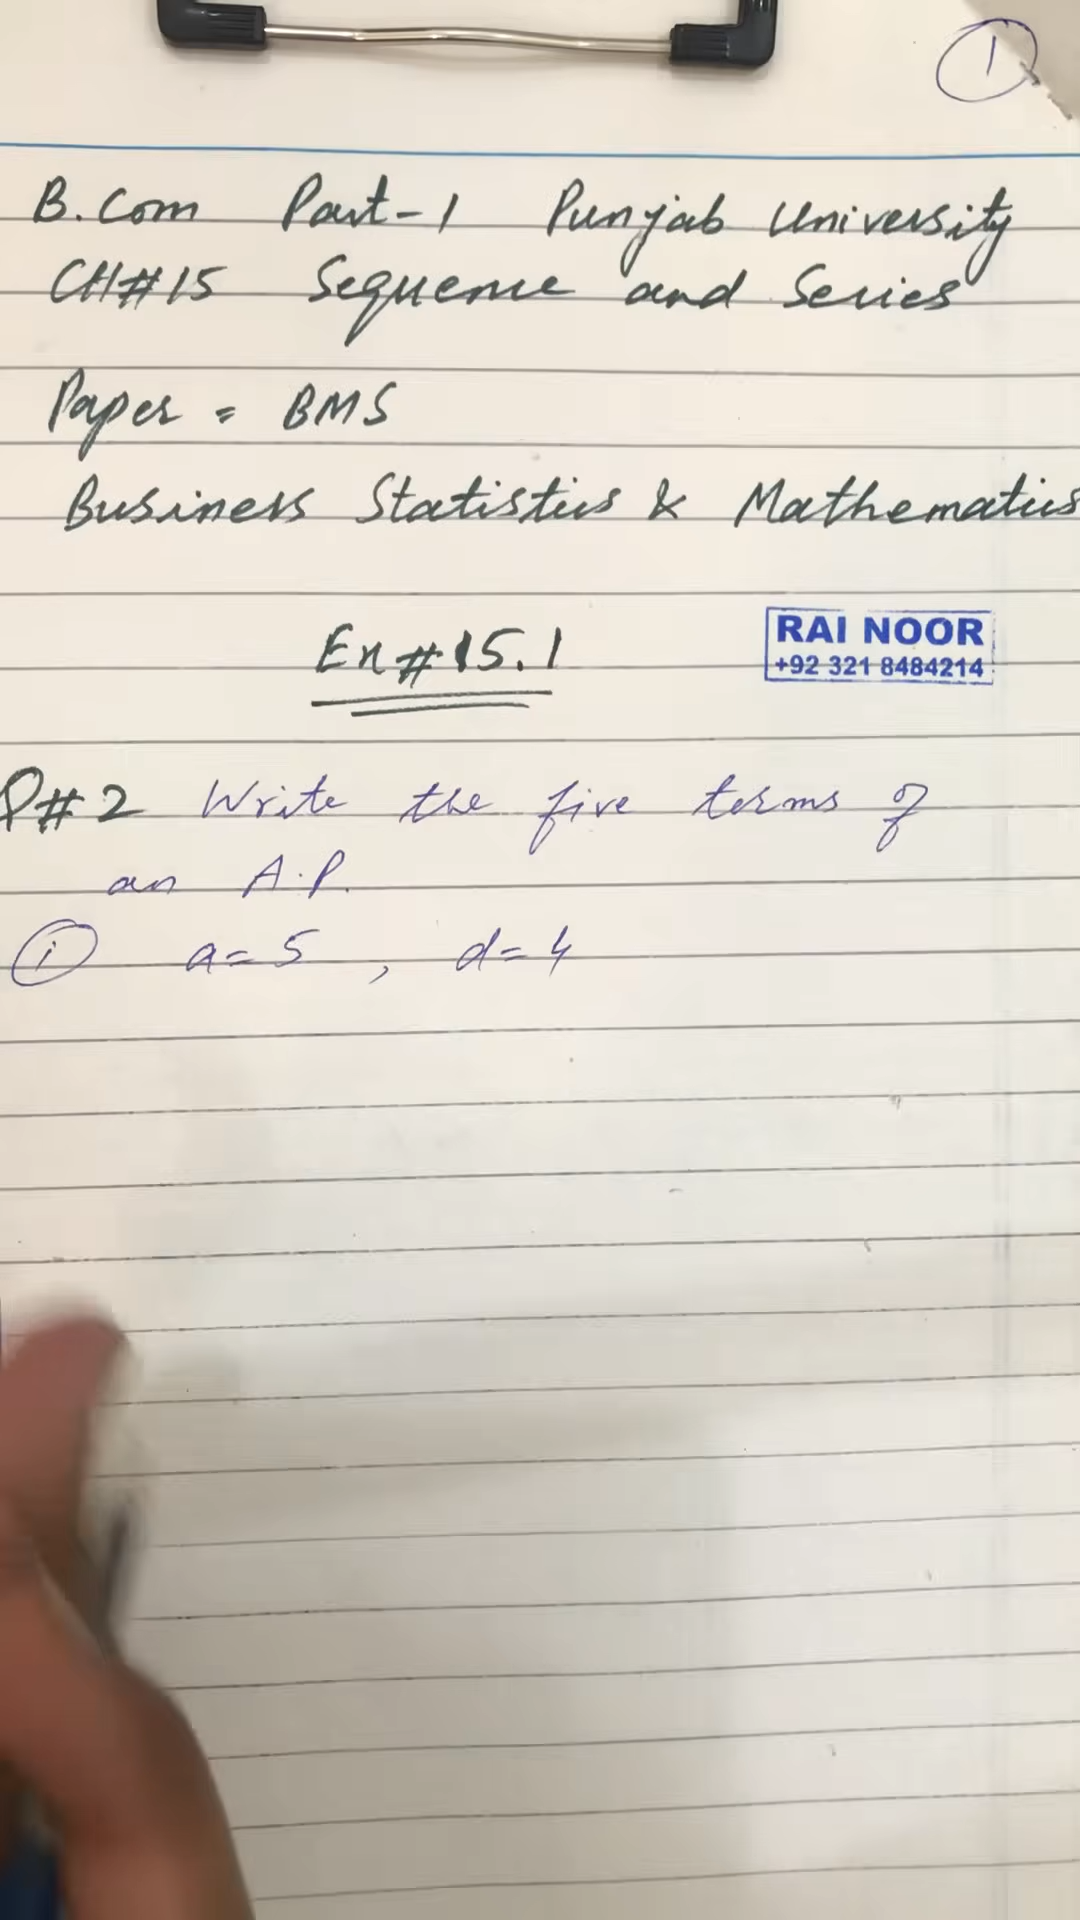 1
B.Com Part-1 Punjab University
CH#15 Sequence and Series
Paper = BMS
Business Statistics & Mathematics
Ex#15.1
RAI NOOR
+92 321 8484214
Q#2 Write the five terms of
an A.P.
i a=5 , d=4